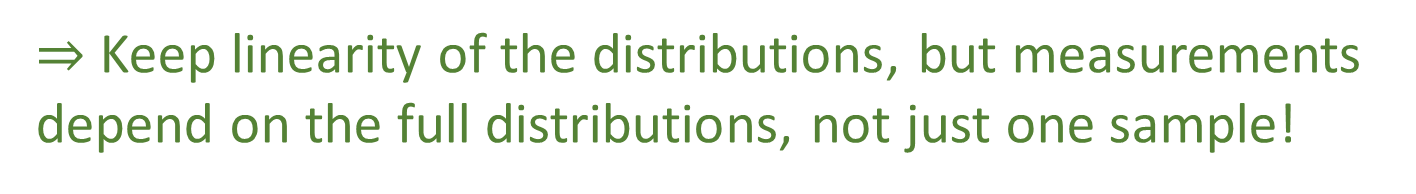 ⇒ Keep linearity of the distributions, but measurements
depend on the full distributions, not just one sample!